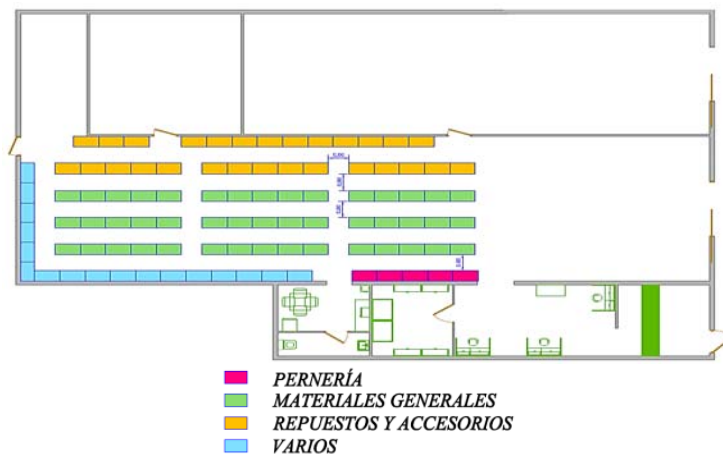 PERNERÍA
MATERIALES GENERALES
REPUESTOS Y ACCESORIOS
VARIOS